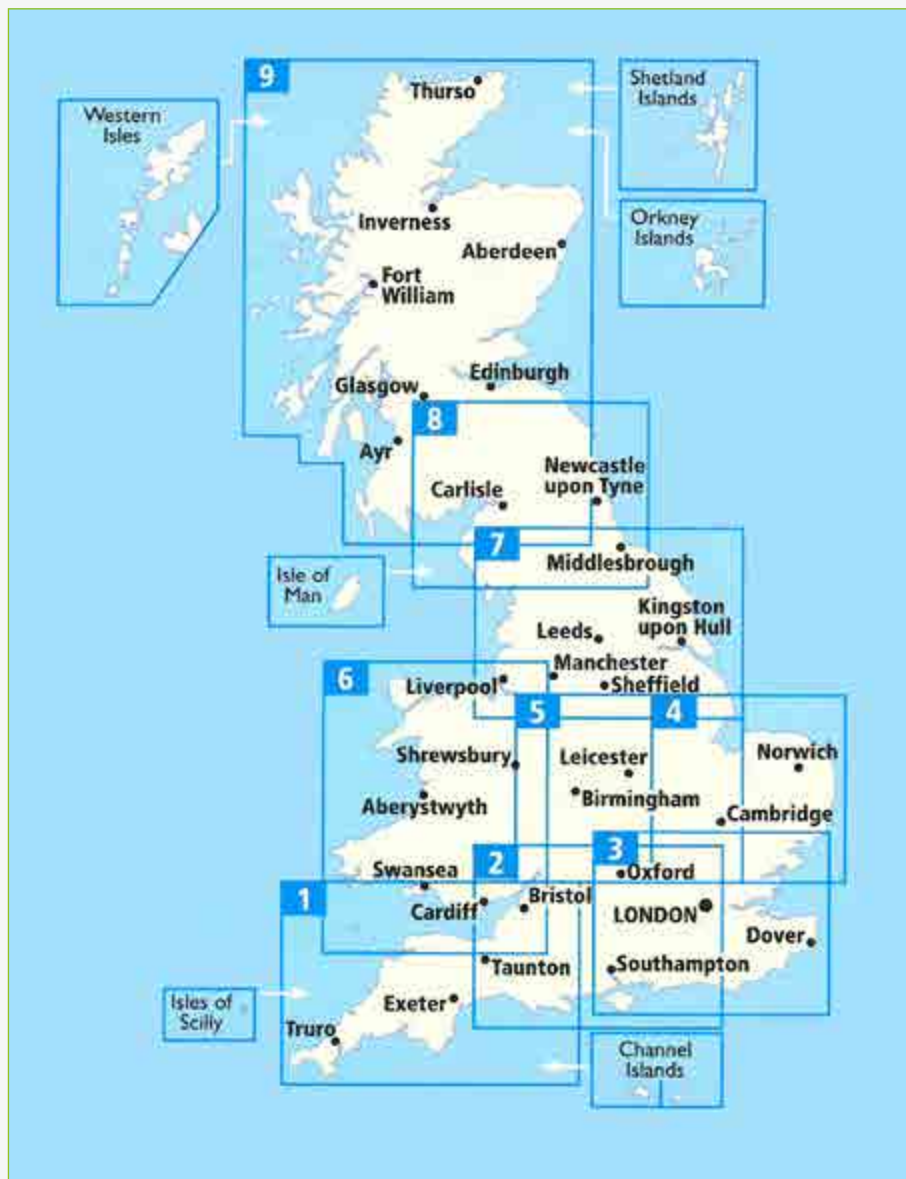 9
Thurso
Shetland
Islands
Western
Isles
Orkney
Islands
Inverness
Aberdeen
Fort
William
Edinburgh
Glasgow
8
Ayr
Newcastle
upon Tyne
Carlisle
7
Middlesbrough
Isle of
Man
Kingston
upon Hull
Leeds
Manchester
6
Liverpool
Sheffield
5
4
Shrewsbury
Leicester
Norwich
Aberystwyth
Birmingham
Cambridge
2
3
Swansea
Oxford
1
Bristol
Cardiff
LONDON
Dover
Taunton
Southampton
Isles of
Scilly
Exeter
Truro
Channel
Islands